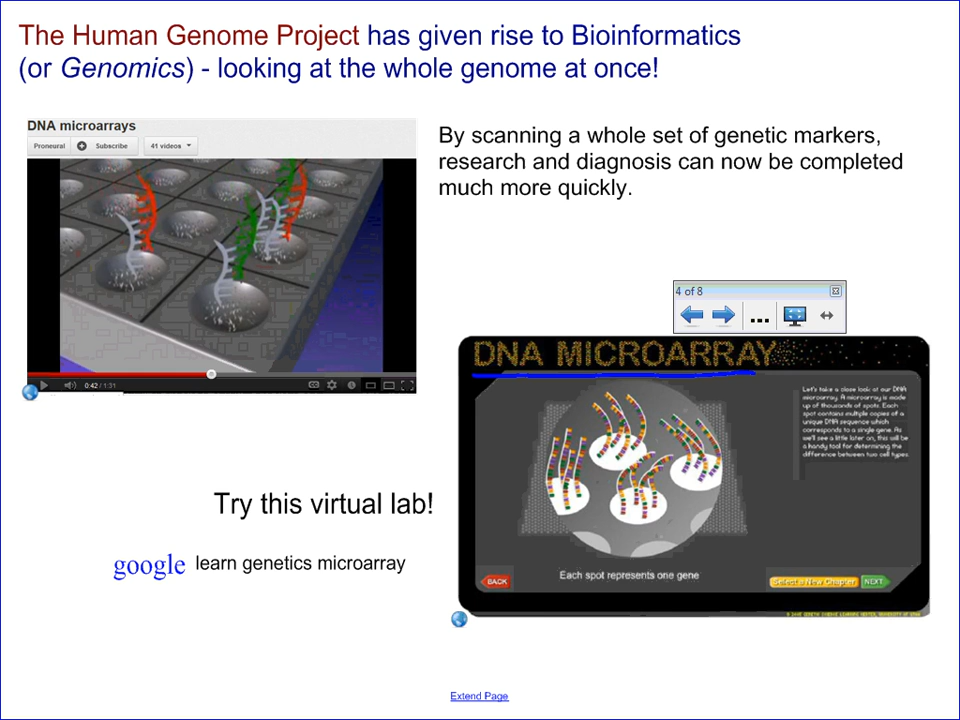 The Human Genome Project has given rise to Bioinformatics
(or Genomics) - looking at the whole genome at once!
DNA microarrays
Proneural Subscribe 41 videos
By scanning a whole set of genetic markers,
research and diagnosis can now be completed
much more quickly.
4 of 8
...
0:42 / 1:31
CC
DNA MICROARRAY
Let's take a close look at our DNA
microarray. A microarray is made
up of thousands of spots. Each
spot contains multiple copies of a
unique DNA sequence which
corresponds to a single gene. As
we'll see a little later on, this will be
a handy tool for determining the
difference between two cell types.
Try this virtual lab!
google learn genetics microarray
Each spot represents one gene
BACK
Select a New Chapter NEXT
Extend Page